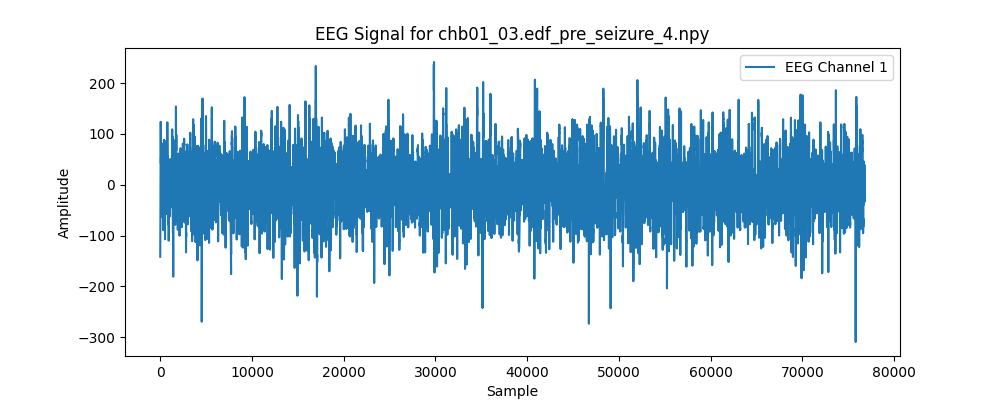 EEG Signal for chb01_03.edf_pre_seizure_4.npy
EEG Channel 1
Amplitude
200
100
0
−100
−200
−300
0 10000 20000 30000 40000 50000 60000 70000 80000
Sample